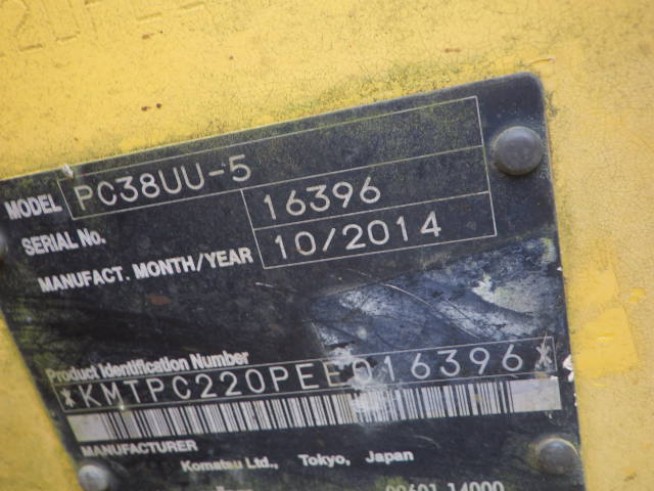 MODEL PC38UU-5
SERIAL No. 16396
MANUFACT. MONTH/YEAR 10/2014
Product Identification Number
*KMTPC220PEE016396*
MANUFACTURER
Komatsu Ltd., Tokyo, Japan